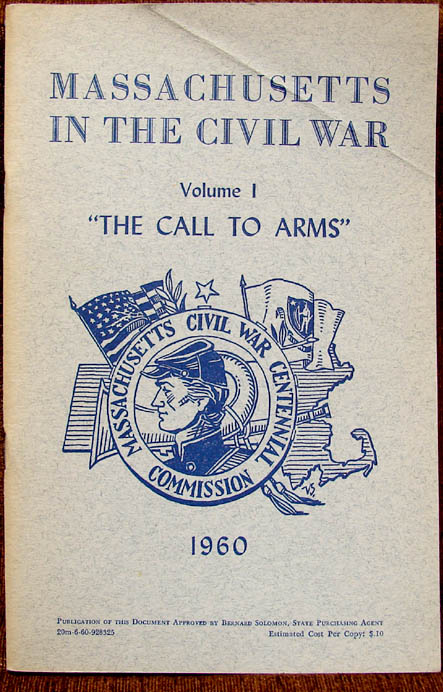 MASSACHUSETTS
IN THE CIVIL WAR
Volume I
"THE CALL TO ARMS"
MASSACHUSETTS CIVIL WAR CENTENNIAL
COMMISSION
VS
1960
PUBLICATION OF THIS DOCUMENT APPROVED BY BERNARD SOLOMON, STATE PURCHASING AGENT
20m-6-60-928325 Estimated Cost Per Copy: $.10